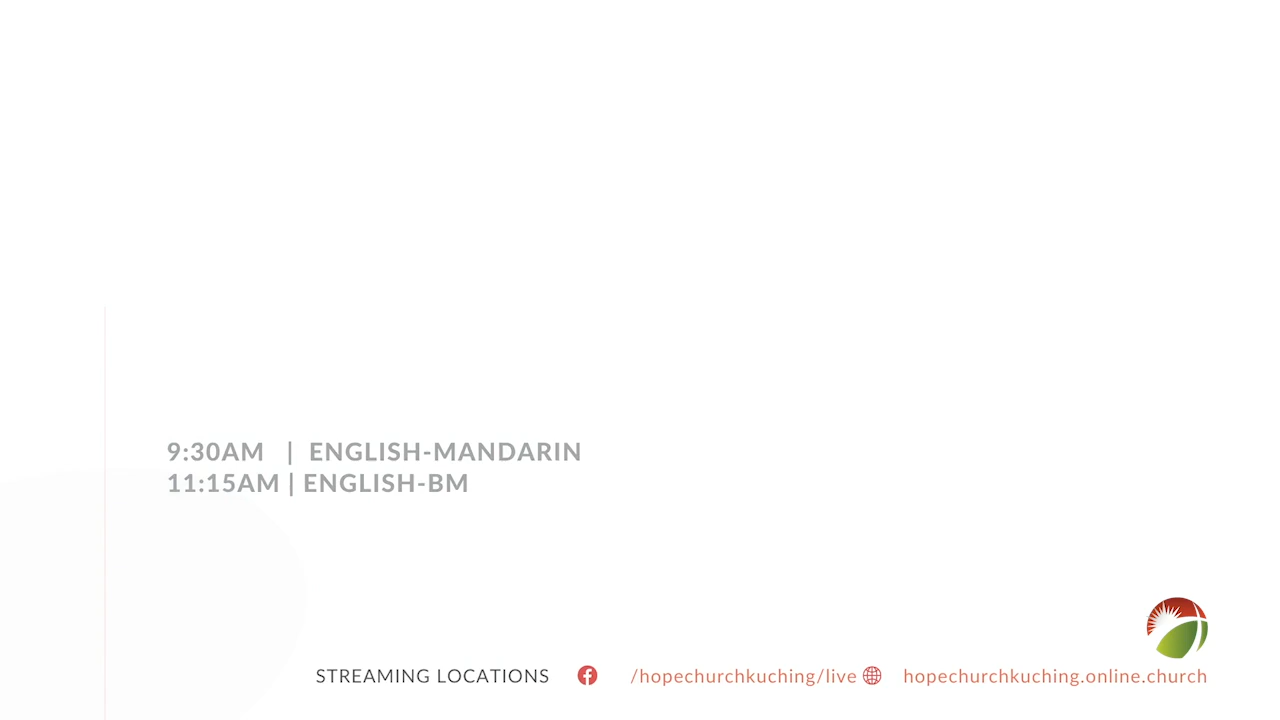 9:30AM | ENGLISH-MANDARIN
11:15AM | ENGLISH-BM
STREAMING LOCATIONS /hopechurchkuching/live hopechurchkuching.online.church